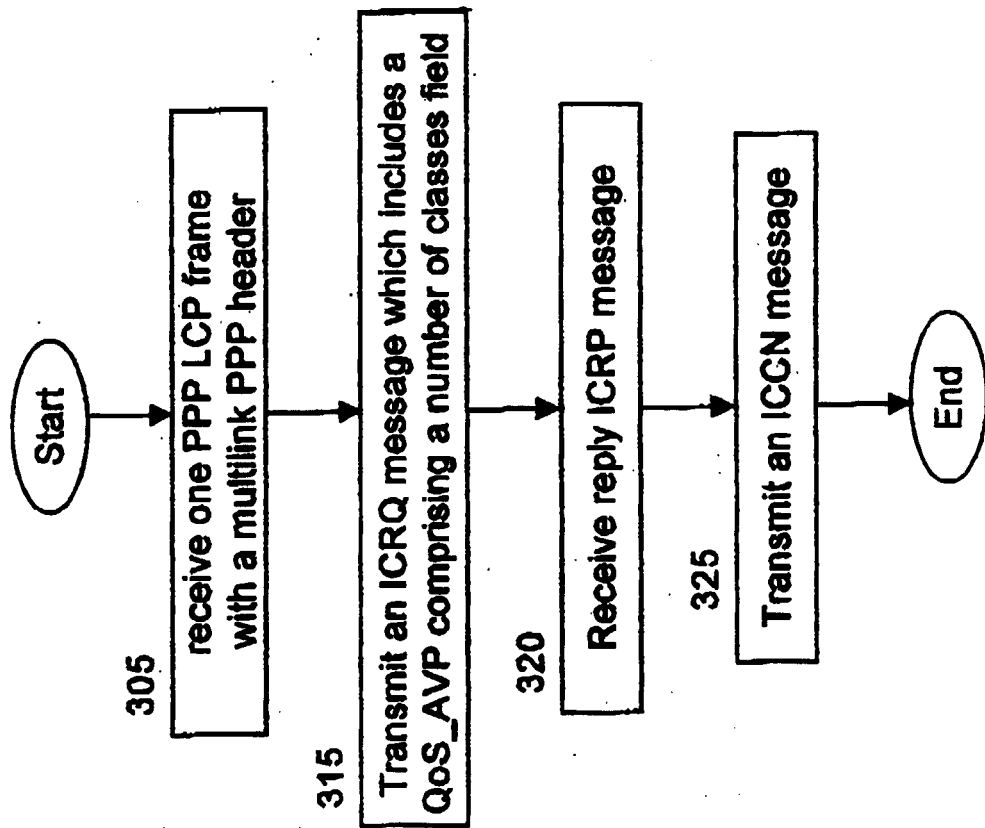 Start
305
receive one PPP LCP frame
with a multilink PPP header
315
Transmit an ICRQ message which includes a
QoS_AVP comprising a number of classes field
320
Receive reply ICRP message
325
Transmit an ICCN message
End